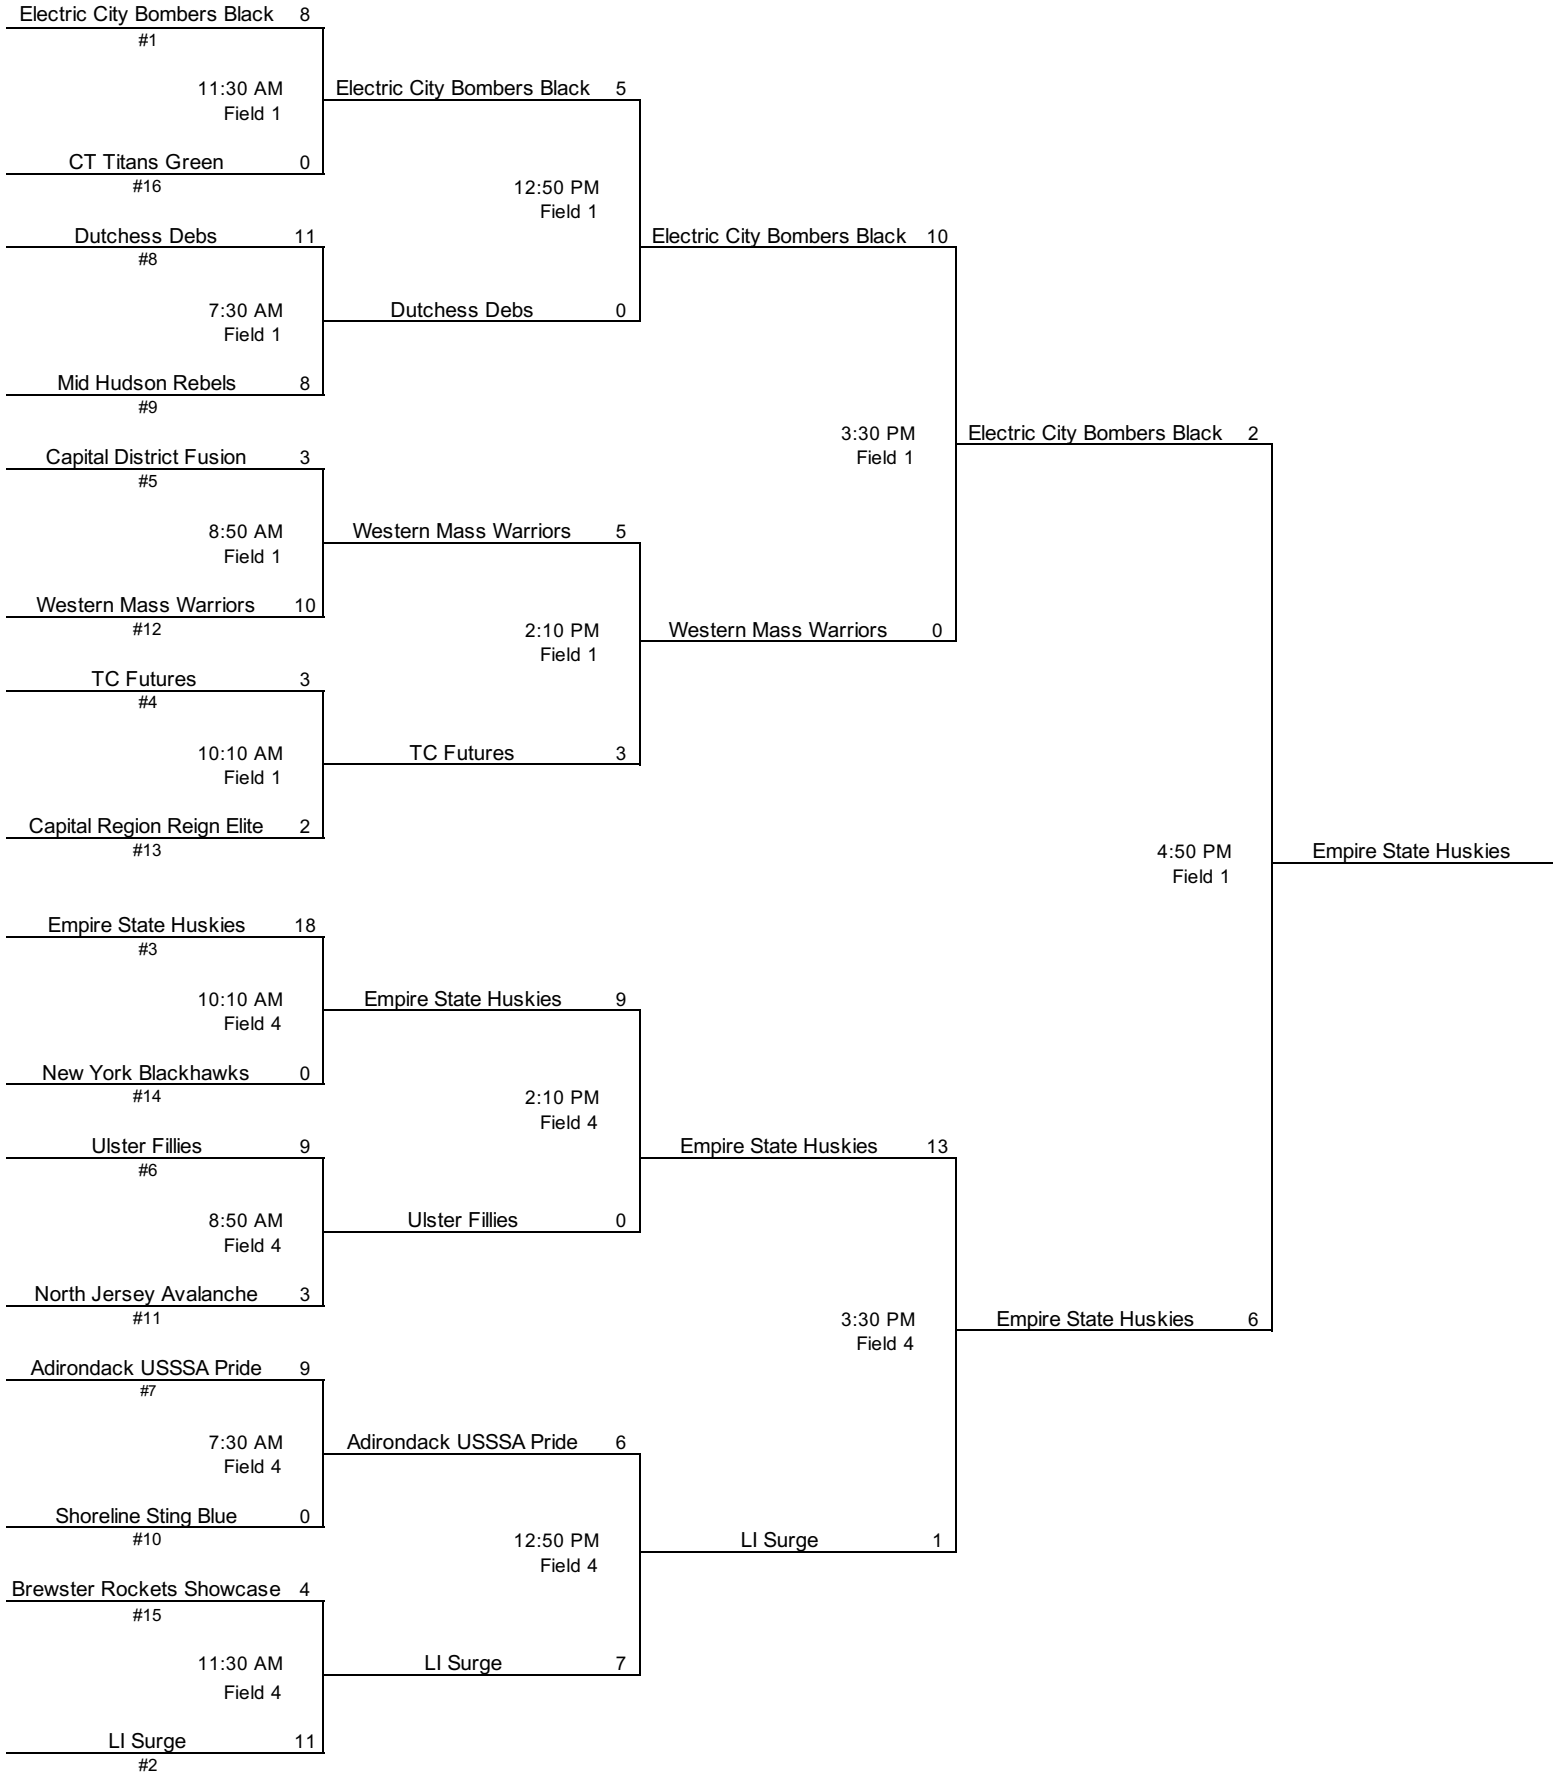 Electric City Bombers Black 8
#1
11:30 AM
Field 1
CT Titans Green 0
#16
Dutchess Debs 11
#8
7:30 AM
Field 1
Mid Hudson Rebels 8
#9
Capital District Fusion 3
#5
8:50 AM
Field 1
Western Mass Warriors 10
#12
TC Futures 3
#4
10:10 AM
Field 1
Capital Region Reign Elite 2
#13
Empire State Huskies 18
#3
10:10 AM
Field 4
New York Blackhawks 0
#14
Ulster Fillies 9
#6
8:50 AM
Field 4
North Jersey Avalanche 3
#11
Adirondack USSSA Pride 9
#7
7:30 AM
Field 4
Shoreline Sting Blue 0
#10
Brewster Rockets Showcase 4
#15
11:30 AM
Field 4
LI Surge 11
#2
Electric City Bombers Black 5
12:50 PM
Field 1
Dutchess Debs 0
Western Mass Warriors 5
2:10 PM
Field 1
TC Futures 3
Empire State Huskies 9
2:10 PM
Field 4
Ulster Fillies 0
Adirondack USSSA Pride 6
12:50 PM
Field 4
LI Surge 7
Electric City Bombers Black 10
3:30 PM
Field 1
Western Mass Warriors 0
Empire State Huskies 13
3:30 PM
Field 4
LI Surge 1
Electric City Bombers Black 2
4:50 PM
Field 1
Empire State Huskies 6
Empire State Huskies